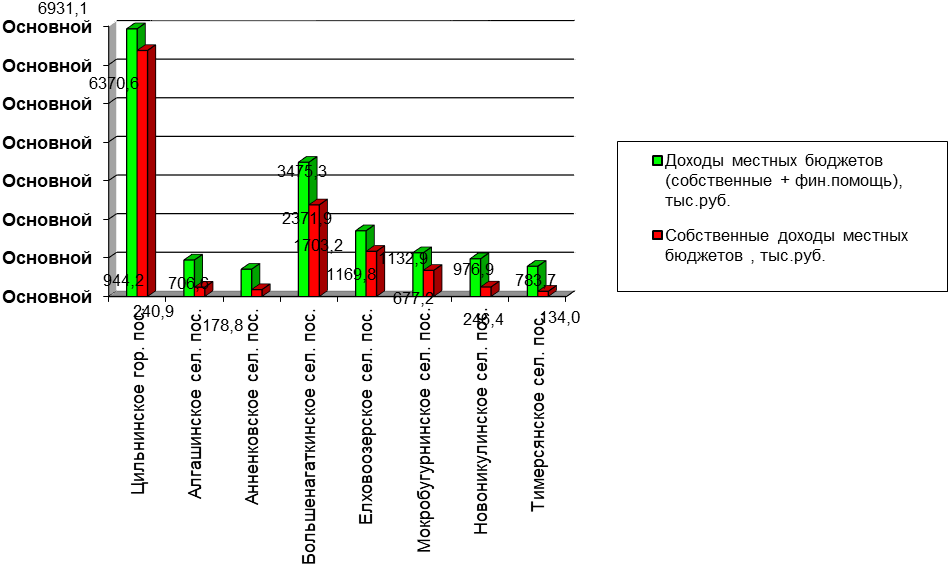 6931,1
Основной
Основной
6370,6
Основной
Основной
Основной
3475,3
Основной
2371,9
1703,2
Основной
1132,9
1169,8
976,9
944,2
706,6
783,7
Основной
677,2
240,9
178,8
246,4
134,0
Цильнинское гор. пос.
Алгашинское сел. пос.
Анненковское сел. пос.
Большенагаткинское сел. пос.
Елховоозерское сел. пос.
Мокробугурнинское сел. пос.
Новоникулинское сел. пос.
Тимерсянское сел. пос.
Доходы местных бюджетов
(собственные + фин.помощь),
тыс.руб.
Собственные доходы местных
бюджетов , тыс.руб.